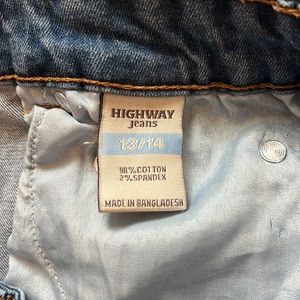 HIGHWAY
jeans
13/14
98%COTTON
2%SPANDEX
MADE IN BANGLADESH